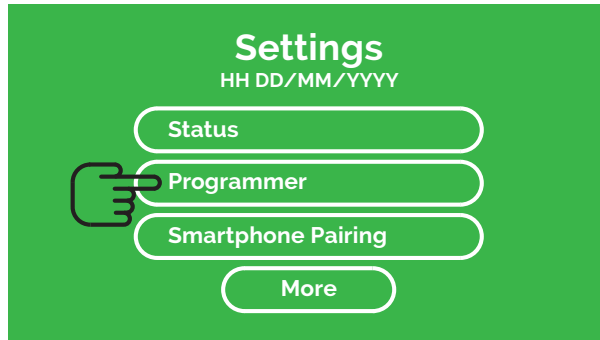 Settings
HH DD/MM/YYYY
Status
Programmer
Smartphone Pairing
More